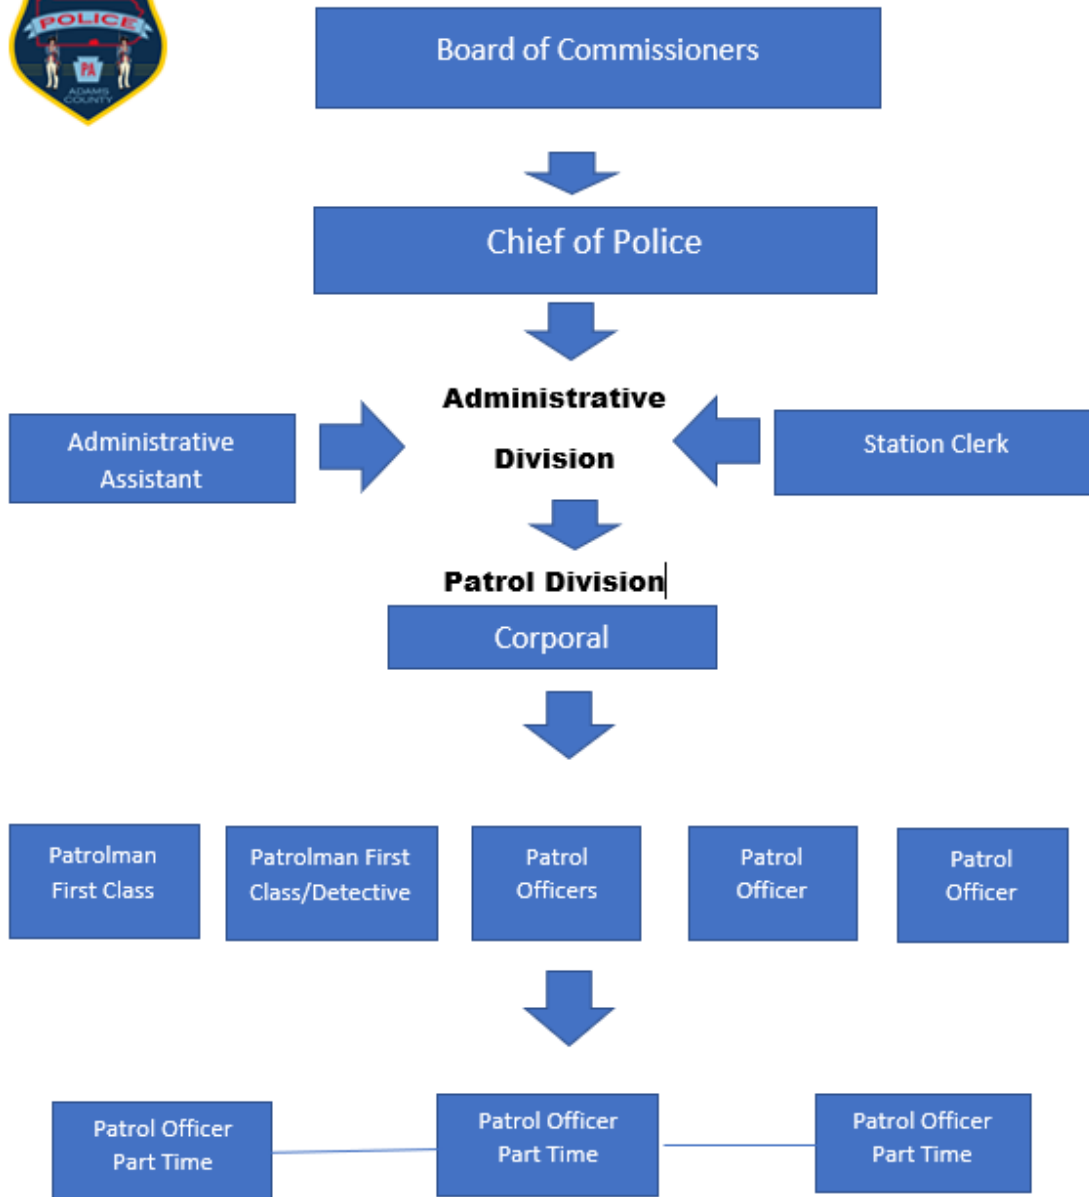 POLICE
PA
ADAMS
COUNTY
Board of Commissioners
Chief of Police
Administrative
Division
Administrative
Assistant
Station Clerk
Patrol Division
Corporal
Patrolman
First Class
Patrolman First
Class/Detective
Patrol
Officers
Patrol
Officer
Patrol
Officer
Patrol Officer
Part Time
Patrol Officer
Part Time
Patrol Officer
Part Time